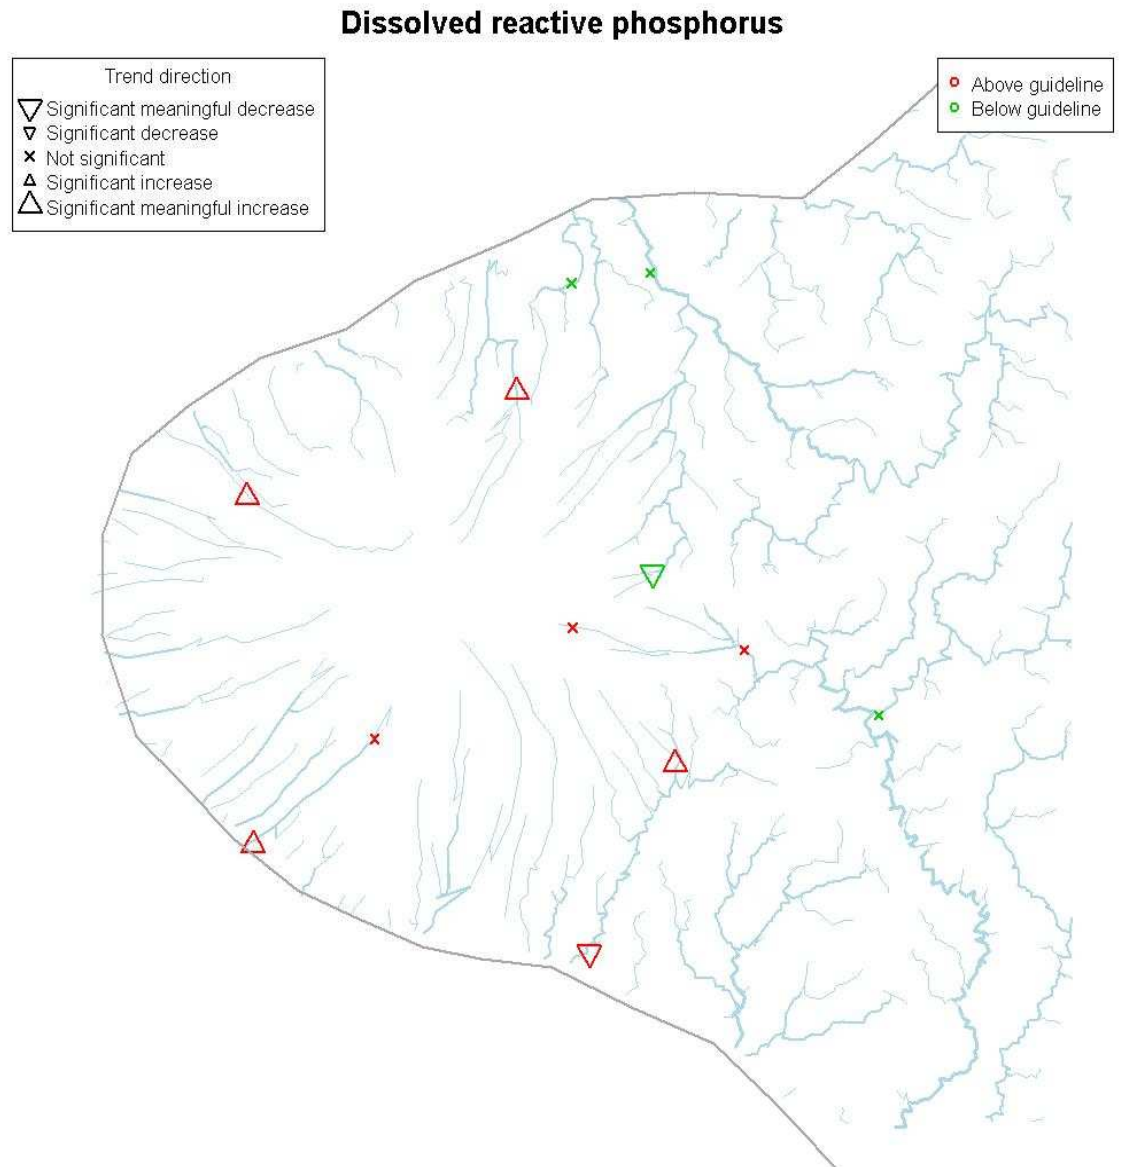 Dissolved reactive phosphorus
Trend direction
Significant meaningful decrease
Significant decrease
Not significant
Significant increase
Significant meaningful increase
Above guideline
Below guideline